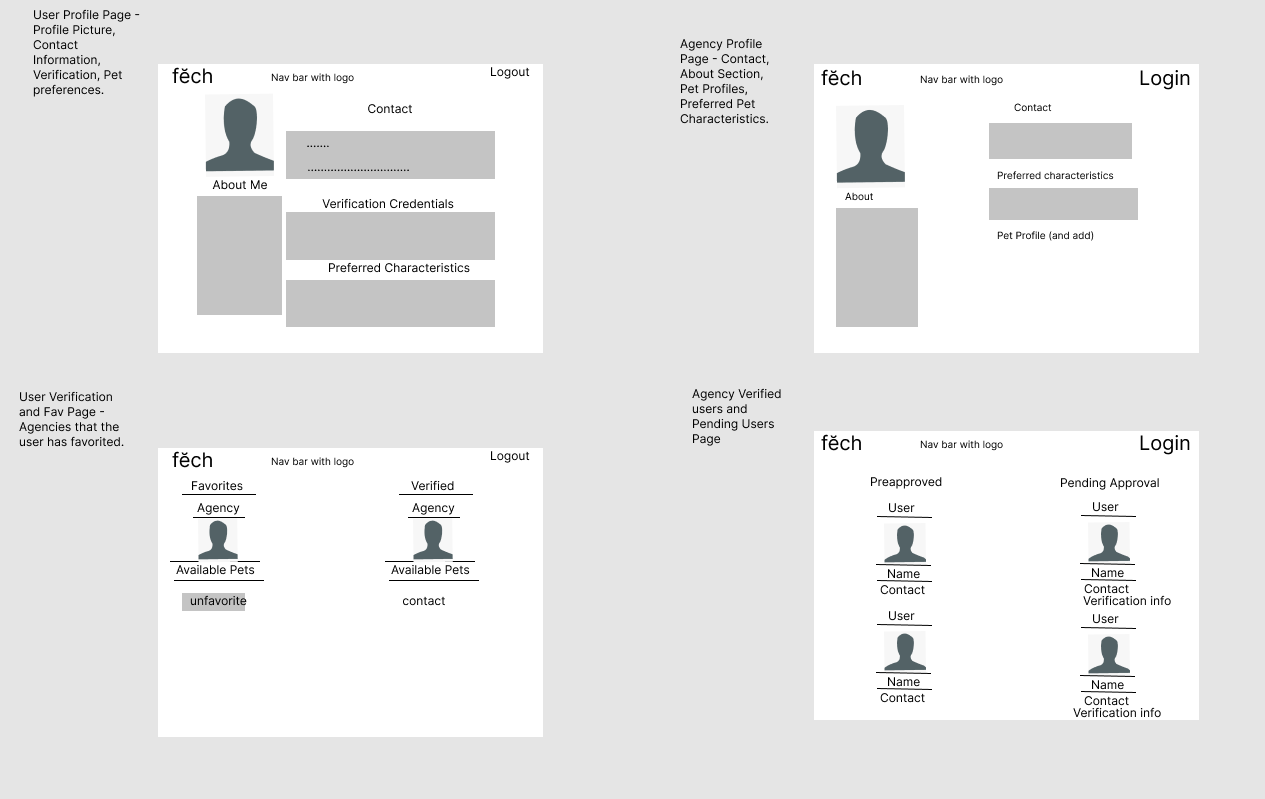 User Profile Page -
Profile Picture,
Contact
Information,
Verification, Pet
preferences.
fĕch
Nav bar with logo
Logout
Contact
.......
...............................
About Me
Verification Credentials
Preferred Characteristics
Agency Profile
Page - Contact,
About Section,
Pet Profiles,
Preferred Pet
Characteristics.
fĕch
Nav bar with logo
Login
Contact
Preferred characteristics
About
Pet Profile (and add)
User Verification
and Fav Page -
Agencies that the
user has favorited.
fĕch
Nav bar with logo
Logout
Favorites
Verified
Agency
Agency
Available Pets
Available Pets
unfavorite
contact
Agency Verified
users and
Pending Users
Page
fĕch
Nav bar with logo
Login
Preapproved
Pending Approval
User
User
Name
Name
Contact
Contact
Verification info
User
User
Name
Name
Contact
Contact
Verification info